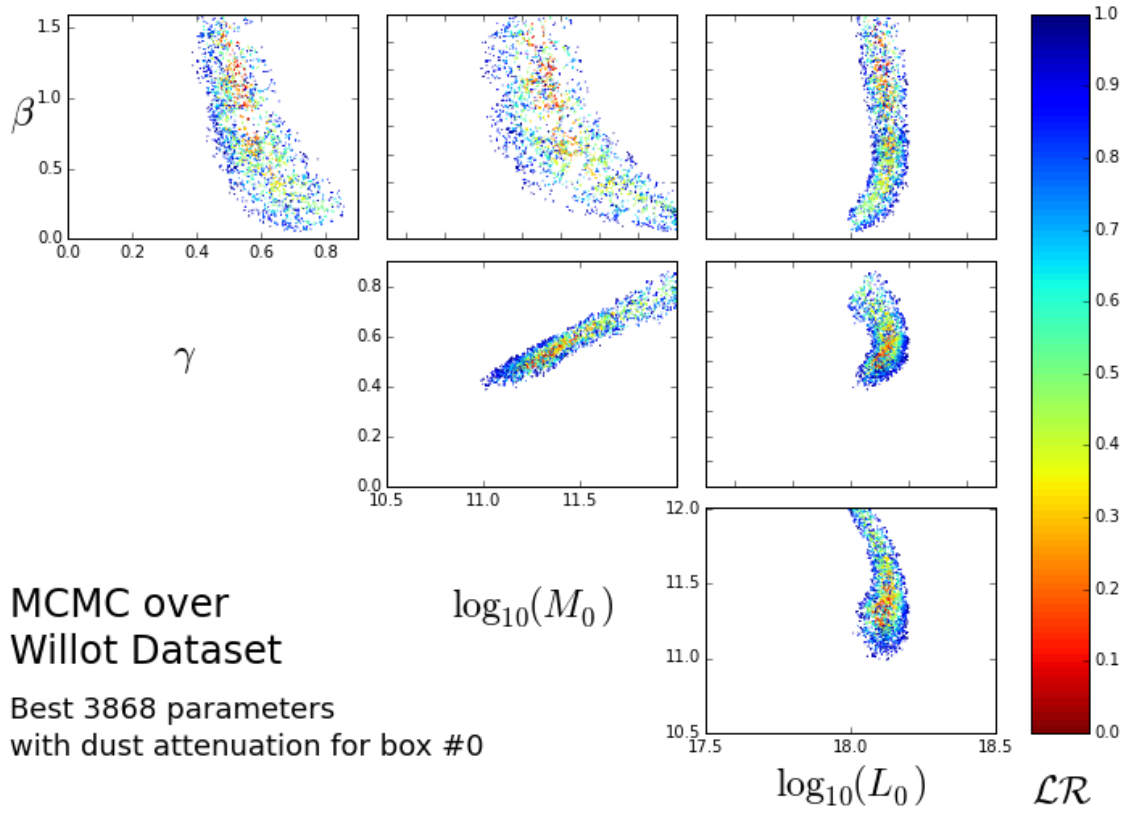 1.5
β 1.0
0.5
0.0
0.0 0.2 0.4 0.6 0.8
1.0
0.9
0.8
0.7
0.6
0.5
0.4
0.3
0.2
0.1
0.0
γ
0.8
0.6
0.4
0.2
0.0
10.5 11.0 11.5
12.0
11.5
11.0
10.5
17.5 18.0 18.5
log₁₀(M₀)
log₁₀(L₀)
ℒℛ
MCMC over
Willot Dataset
Best 3868 parameters
with dust attenuation for box #0